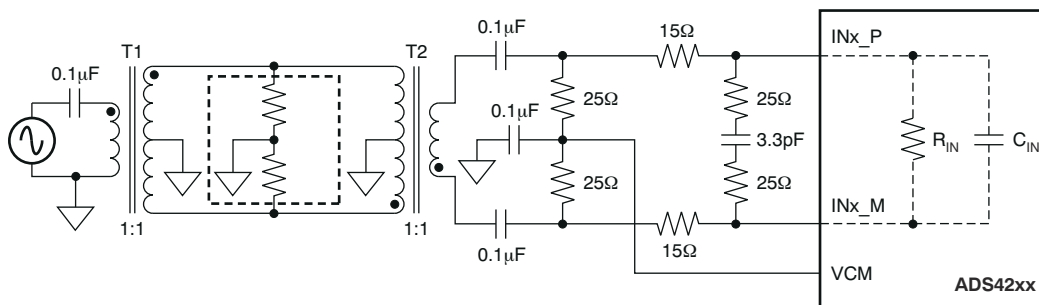 0.1µF
T1
T2
0.1µF
15Ω
INx_P
25Ω
25Ω
0.1µF
3.3pF
R_IN
C_IN
25Ω
25Ω
INx_M
1:1
1:1
0.1µF
15Ω
VCM
ADS42xx